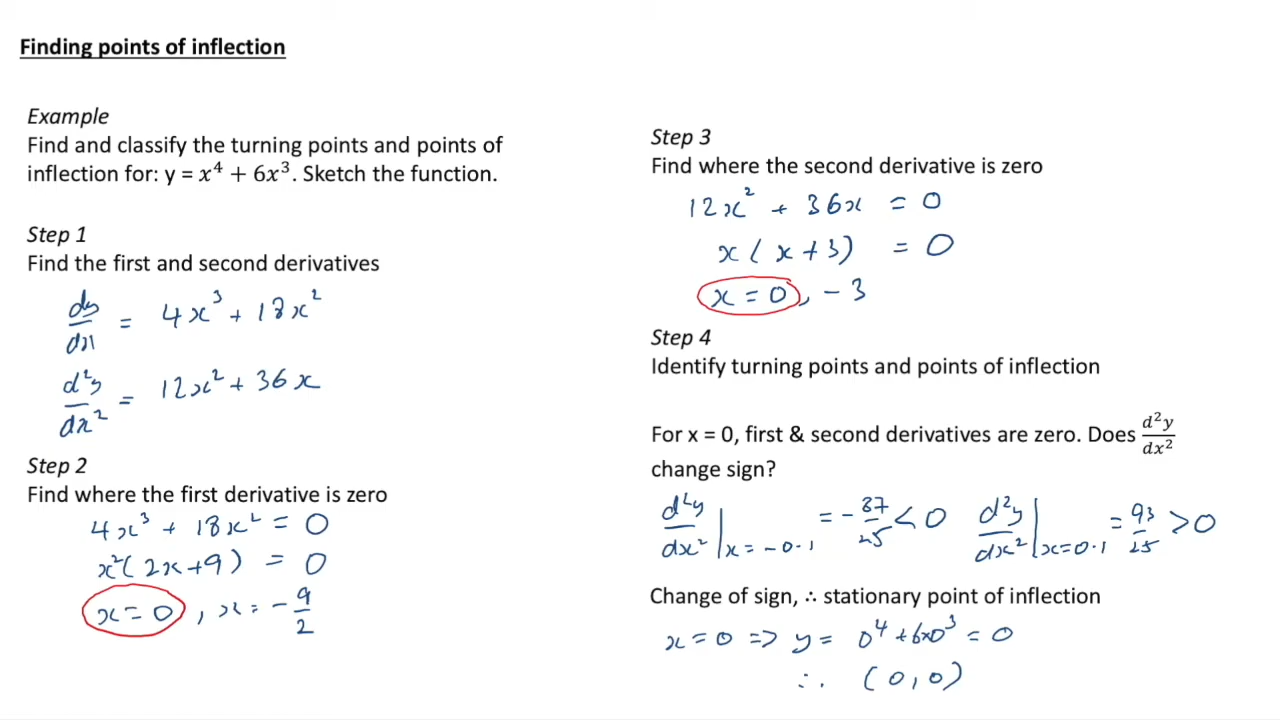 Finding points of inflection
Example
Find and classify the turning points and points of
inflection for: y = x⁴ + 6x³. Sketch the function.
Step 1
Find the first and second derivatives
dy/dx = 4x³ + 18x²
d²y/dx² = 12x² + 36x
Step 2
Find where the first derivative is zero
4x³ + 18x² = 0
x²(2x+9) = 0
x = 0, x = -9/2
Step 3
Find where the second derivative is zero
12x² + 36x = 0
x(x+3) = 0
x = 0, -3
Step 4
Identify turning points and points of inflection
For x = 0, first & second derivatives are zero. Does d²y/dx²
change sign?
d²y/dx² |x=-0.1 = -87/25 < 0 d²y/dx² |x=0.1 = 93/25 > 0
Change of sign, ∴ stationary point of inflection
x = 0 => y = 0⁴ + 6×0³ = 0
∴ (0,0)